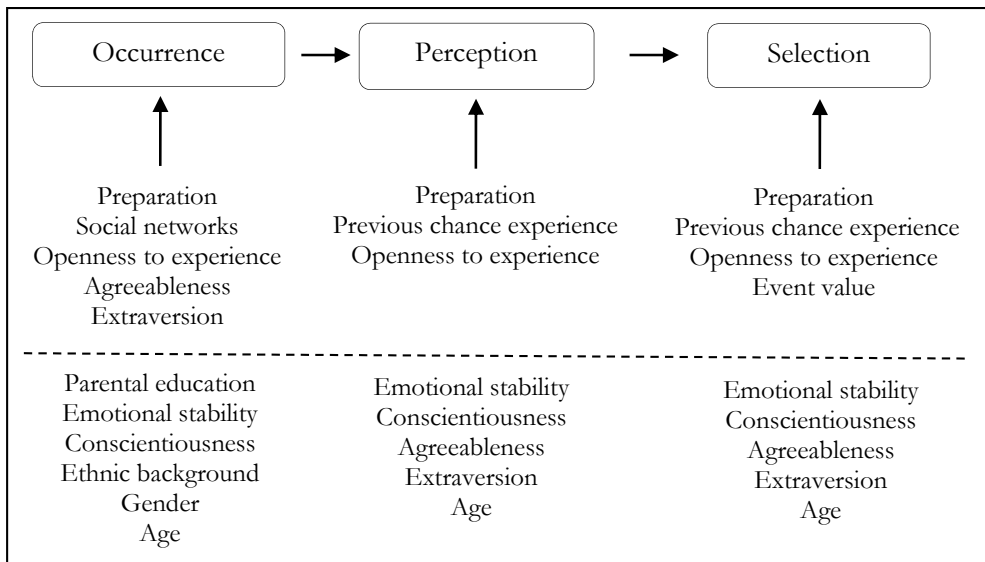 Occurrence
Perception
Selection
Preparation
Social networks
Openness to experience
Agreeableness
Extraversion
Preparation
Previous chance experience
Openness to experience
Preparation
Previous chance experience
Openness to experience
Event value
Parental education
Emotional stability
Conscientiousness
Ethnic background
Gender
Age
Emotional stability
Conscientiousness
Agreeableness
Extraversion
Age
Emotional stability
Conscientiousness
Agreeableness
Extraversion
Age